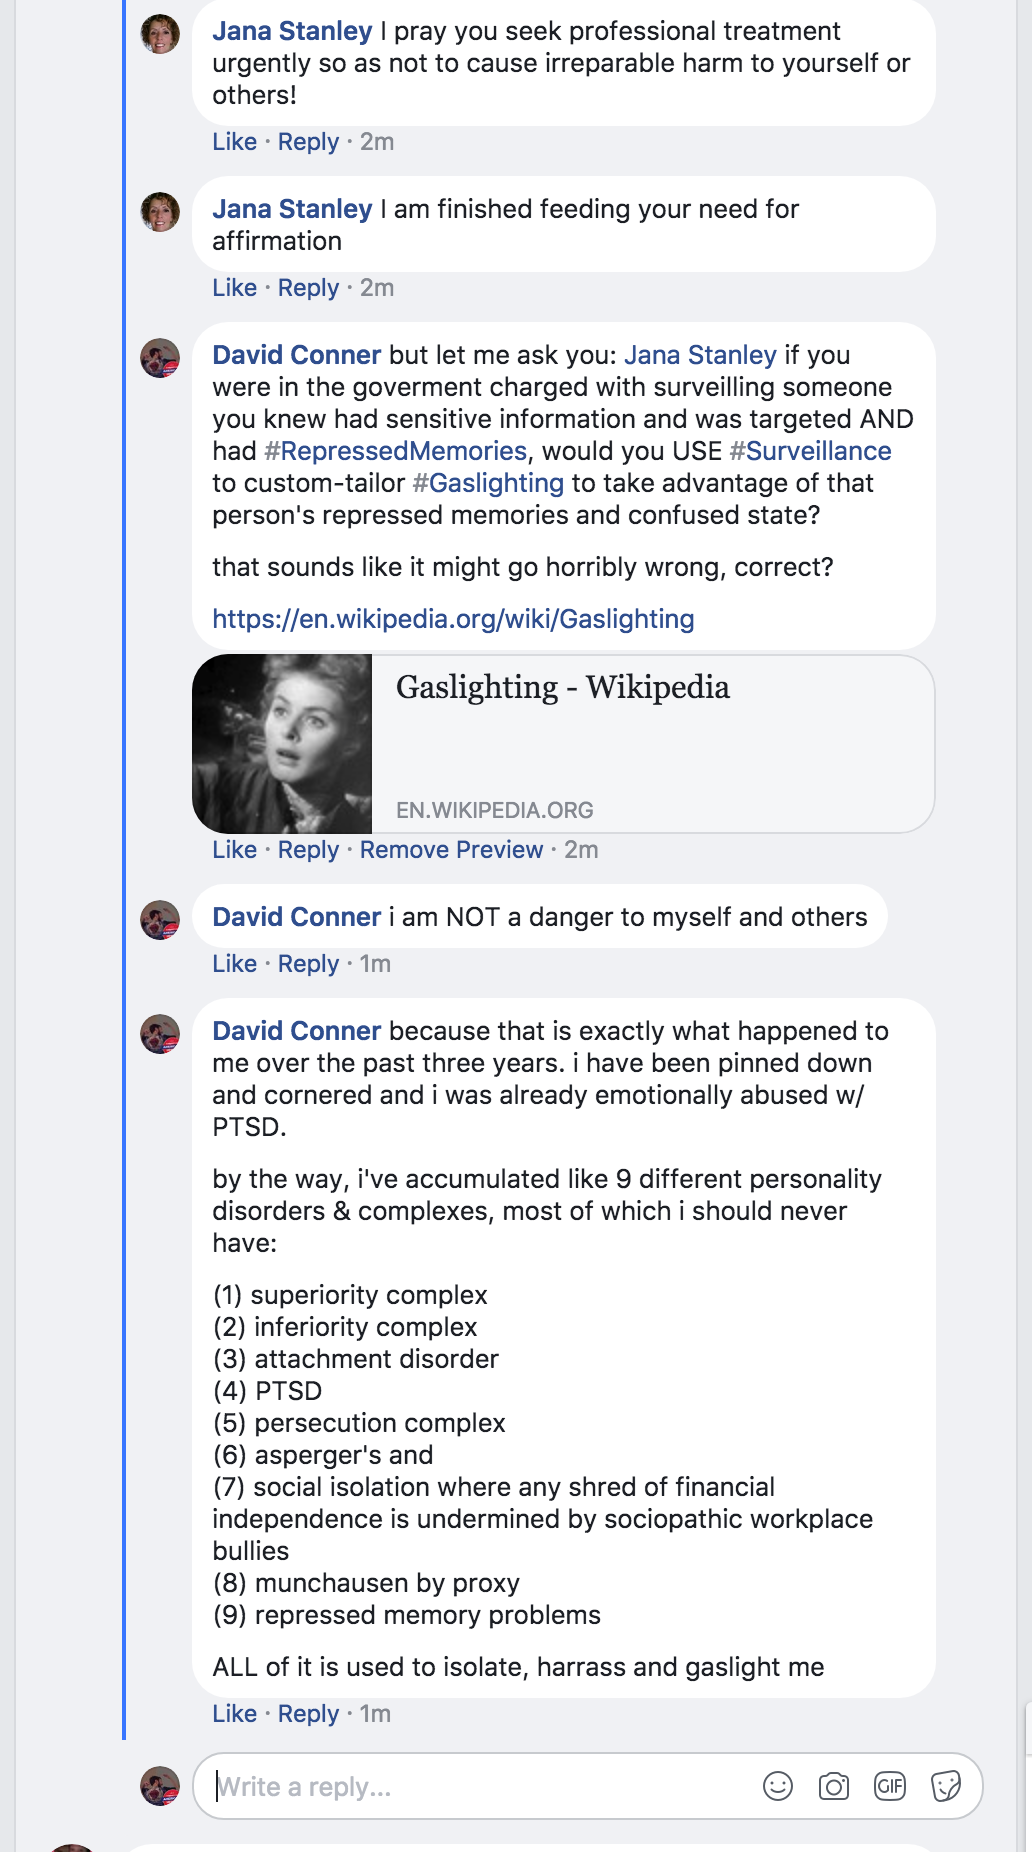 Jana Stanley I pray you seek professional treatment
urgently so as not to cause irreparable harm to yourself or
others!
Like · Reply · 2m
Jana Stanley I am finished feeding your need for
affirmation
Like · Reply · 2m
David Conner but let me ask you: Jana Stanley if you
were in the goverment charged with surveilling someone
you knew had sensitive information and was targeted AND
had #RepressedMemories, would you USE #Surveillance
to custom-tailor #Gaslighting to take advantage of that
person's repressed memories and confused state?
that sounds like it might go horribly wrong, correct?
https://en.wikipedia.org/wiki/Gaslighting
Gaslighting - Wikipedia
EN.WIKIPEDIA.ORG
Like · Reply · Remove Preview · 2m
David Conner i am NOT a danger to myself and others
Like · Reply · 1m
David Conner because that is exactly what happened to
me over the past three years. i have been pinned down
and cornered and i was already emotionally abused w/
PTSD.
by the way, i've accumulated like 9 different personality
disorders & complexes, most of which i should never
have:
(1) superiority complex
(2) inferiority complex
(3) attachment disorder
(4) PTSD
(5) persecution complex
(6) asperger's and
(7) social isolation where any shred of financial
independence is undermined by sociopathic workplace
bullies
(8) munchausen by proxy
(9) repressed memory problems
ALL of it is used to isolate, harrass and gaslight me
Like · Reply · 1m
Write a reply...
GIF